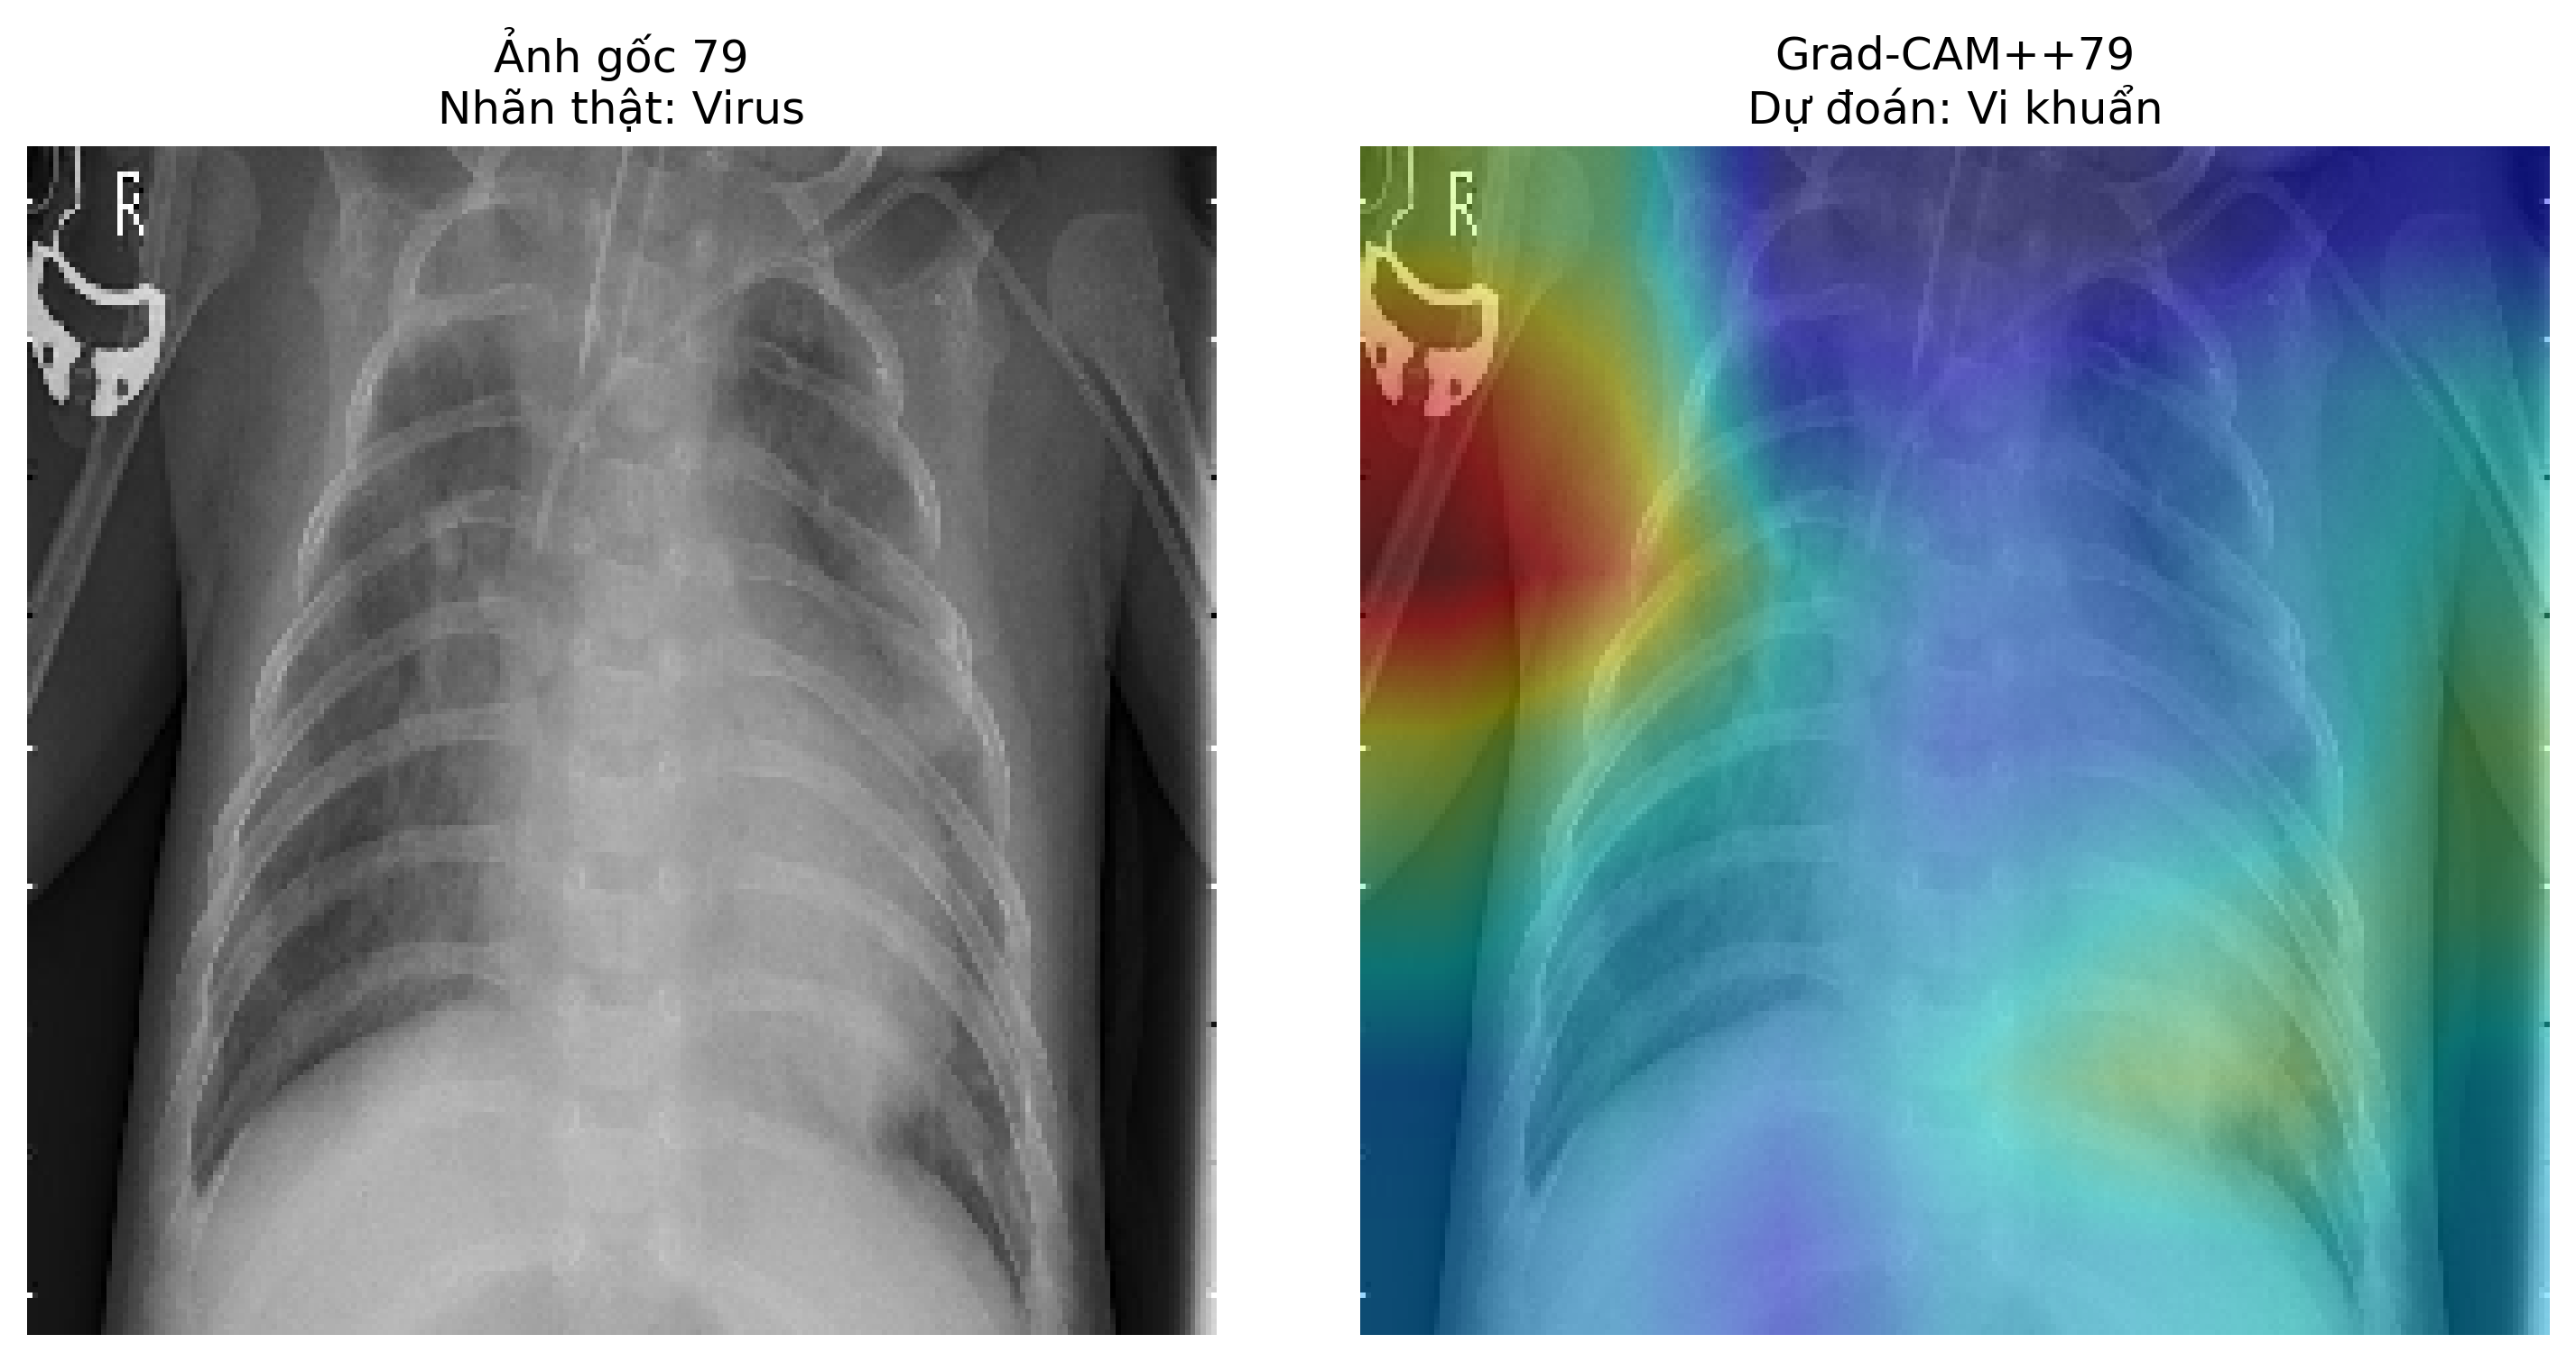 Ảnh gốc 79
Nhãn thật: Virus
Grad-CAM++79
Dự đoán: Vi khuẩn
R
R